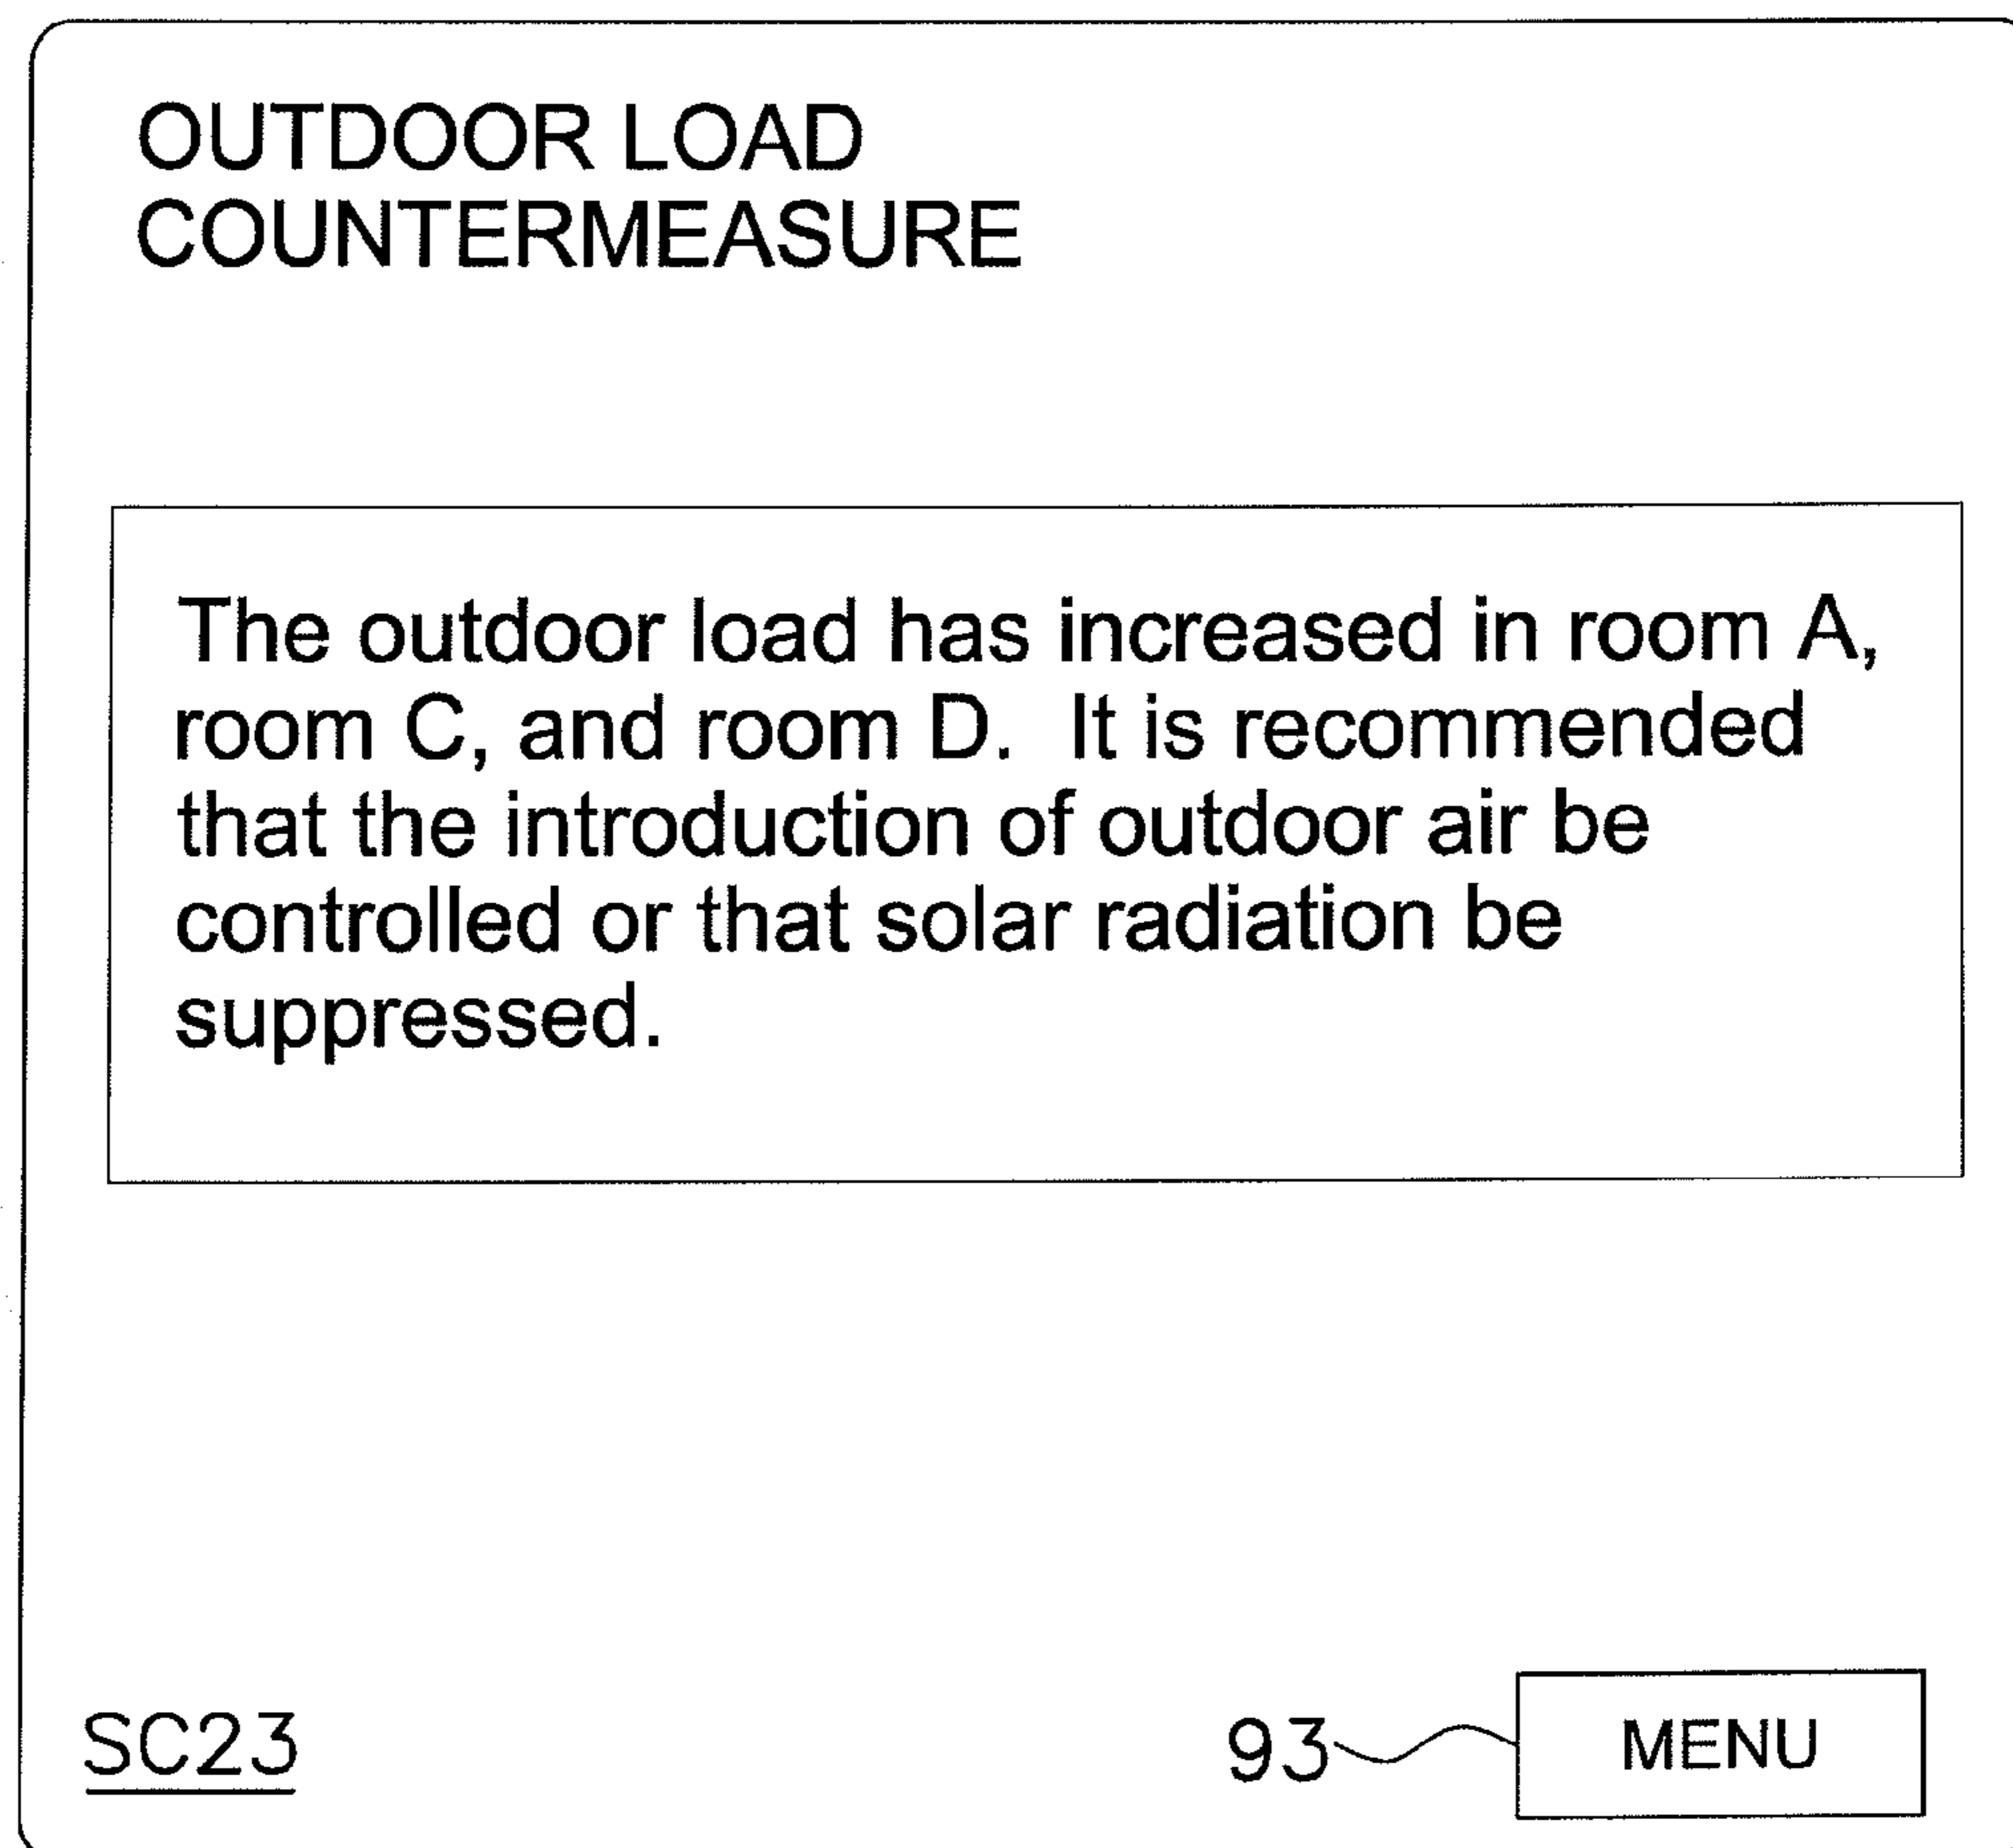 OUTDOOR LOAD
COUNTERMEASURE
The outdoor load has increased in room A,
room C, and room D.  It is recommended
that the introduction of outdoor air be
controlled or that solar radiation be
suppressed.
SC23
93
MENU